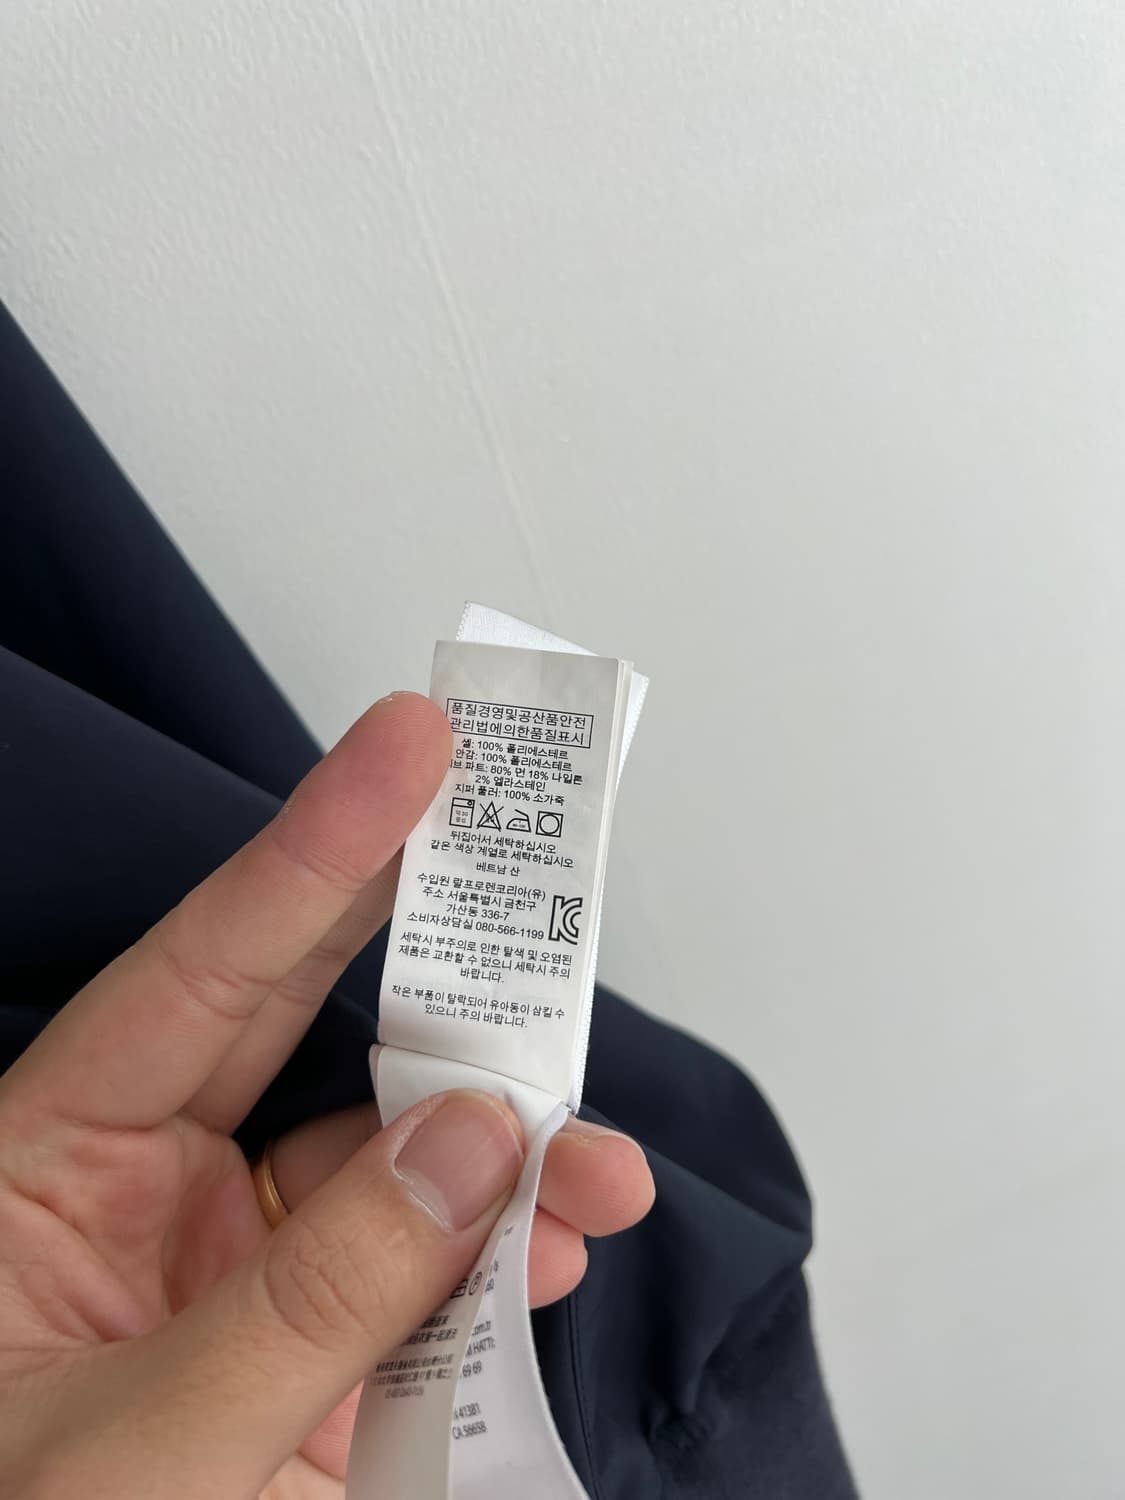 품질경영및공산품안전
관리법에의한품질표시
셸: 100% 폴리에스테르
안감: 100% 폴리에스테르
파트: 80% 면 18% 나일론
2% 엘라스테인
지퍼 풀러: 100% 소가죽
뒤집어서 세탁하십시오
같은 색상 계열로 세탁하십시오
베트남 산
수입원 랄프로렌코리아(유)
주소 서울특별시 금천구
가산동 336-7
소비자상담실 080-566-1199
세탁시 부주의로 인한 탈색 및 오염된
제품은 교환할 수 없으니 세탁시 주의
바랍니다.
작은 부품이 탈락되어 유아동이 삼킬 수
있으니 주의 바랍니다.
.com.tr
HATTI:
69 69
41381
CA 56658